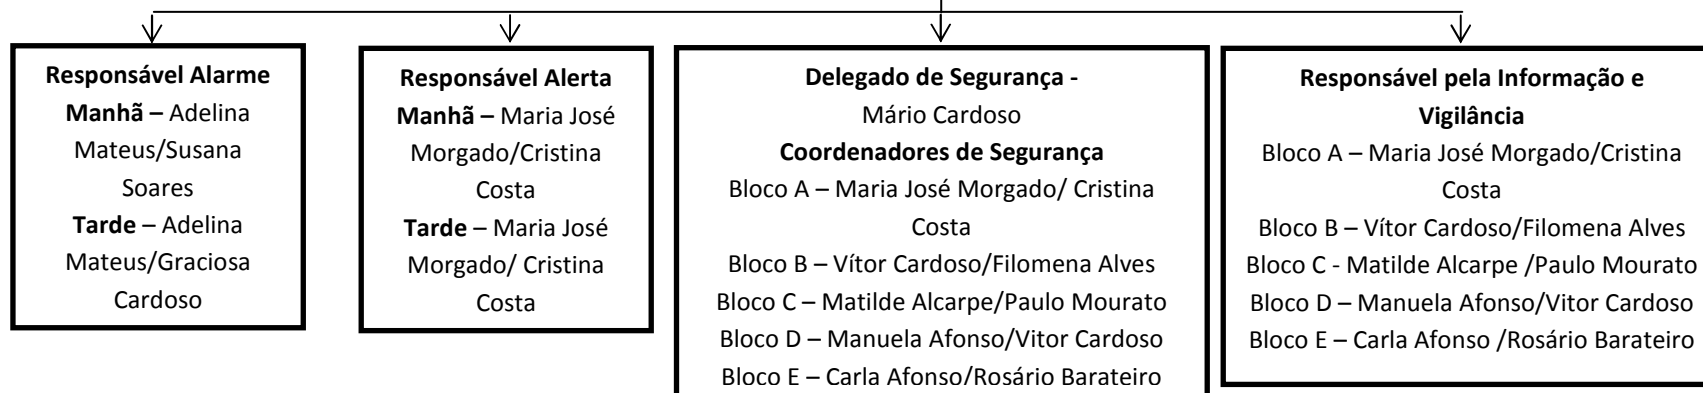 Responsável Alarme
Manhã – Adelina
Mateus/Susana
Soares
Tarde – Adelina
Mateus/Graciosa
Cardoso
Responsável Alerta
Manhã – Maria José
Morgado/Cristina
Costa
Tarde – Maria José
Morgado/ Cristina
Costa
Delegado de Segurança -
Mário Cardoso
Coordenadores de Segurança
Bloco A – Maria José Morgado/ Cristina
Costa
Bloco B – Vítor Cardoso/Filomena Alves
Bloco C – Matilde Alcarpe/Paulo Mourato
Bloco D – Manuela Afonso/Vitor Cardoso
Bloco E – Carla Afonso/Rosário Barateiro
Responsável pela Informação e
Vigilância
Bloco A – Maria José Morgado/Cristina
Costa
Bloco B – Vítor Cardoso/Filomena Alves
Bloco C - Matilde Alcarpe /Paulo Mourato
Bloco D – Manuela Afonso/Vitor Cardoso
Bloco E – Carla Afonso /Rosário Barateiro